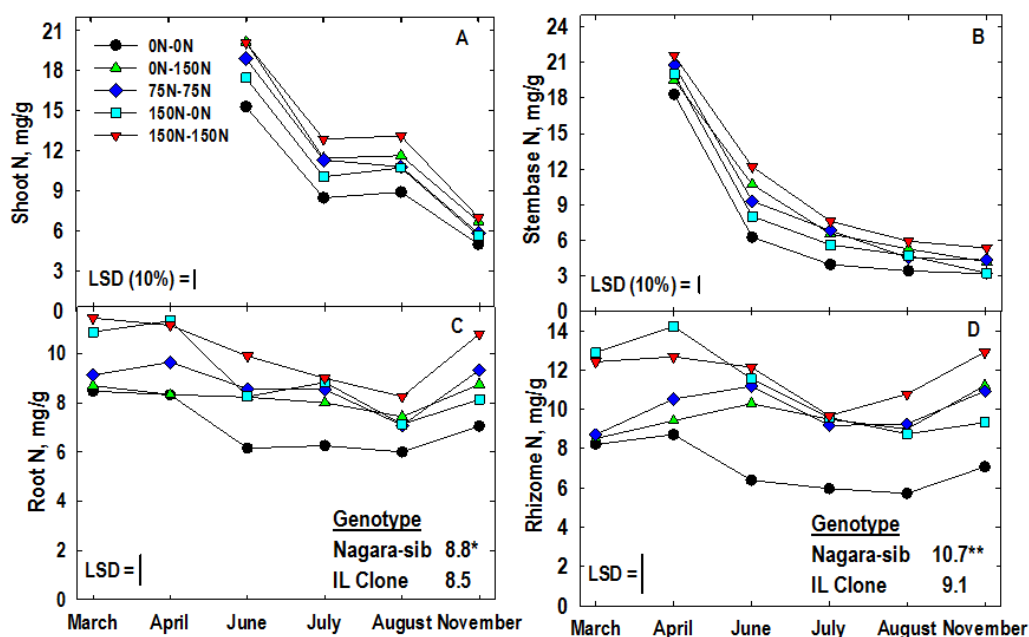 21
18
15
12
9
6
3
0
Shoot N, mg/g
A
0N-0N
0N-150N
75N-75N
150N-0N
150N-150N
LSD (10%) =
24
21
18
15
12
9
6
3
0
Stembase N, mg/g
B
LSD (10%) =
10
8
6
4
2
0
Root N, mg/g
C
Genotype
Nagara-sib 8.8*
IL Clone 8.5
LSD =
March April June July August November
14
12
10
8
6
4
2
0
Rhizome N, mg/g
D
Genotype
Nagara-sib 10.7**
IL Clone 9.1
LSD =
March April June July August November